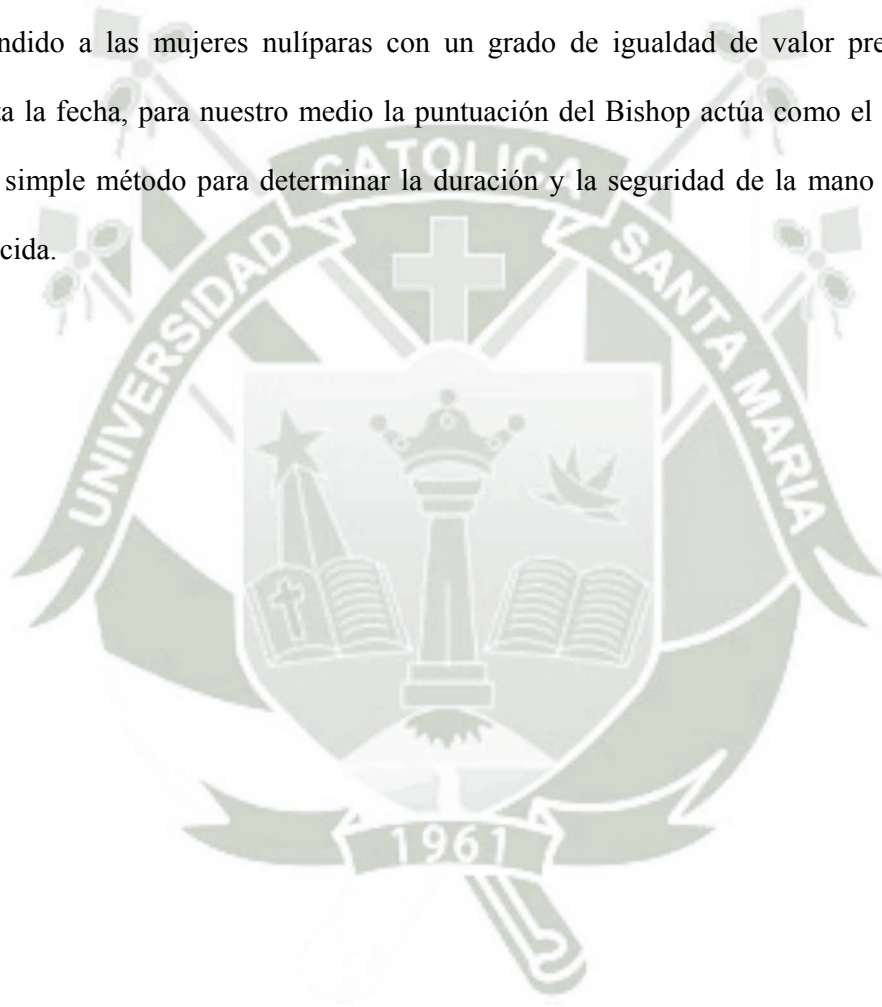 ndido a las mujeres nulíparas con un grado de igualdad de valor pre
a la fecha, para nuestro medio la puntuación del Bishop actúa como el
simple método para determinar la duración y la seguridad de la mano
cida.
UNIVERSIDAD CATOLICA SANTA MARIA
1961